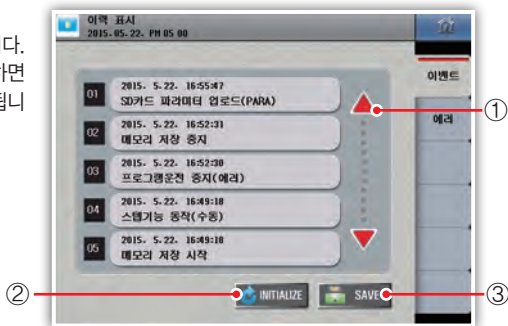 이력 표시
2015. 05. 22. PM 05 00
니다.
하면
됩니
이벤트
에러
01
2015. 5.22. 16:55:47
SD카드 파라미터 업로드(PARA)
①
02
2015. 5.22. 16:52:31
메모리 저장 중지
03
2015. 5.22. 16:52:30
프로그램운전 중지(에러)
04
2015. 5.22. 16:49:18
스텝기능 동작(수동)
05
2015. 5.22. 16:49:18
메모리 저장 시작
②
INITIALIZE
SAVE
③